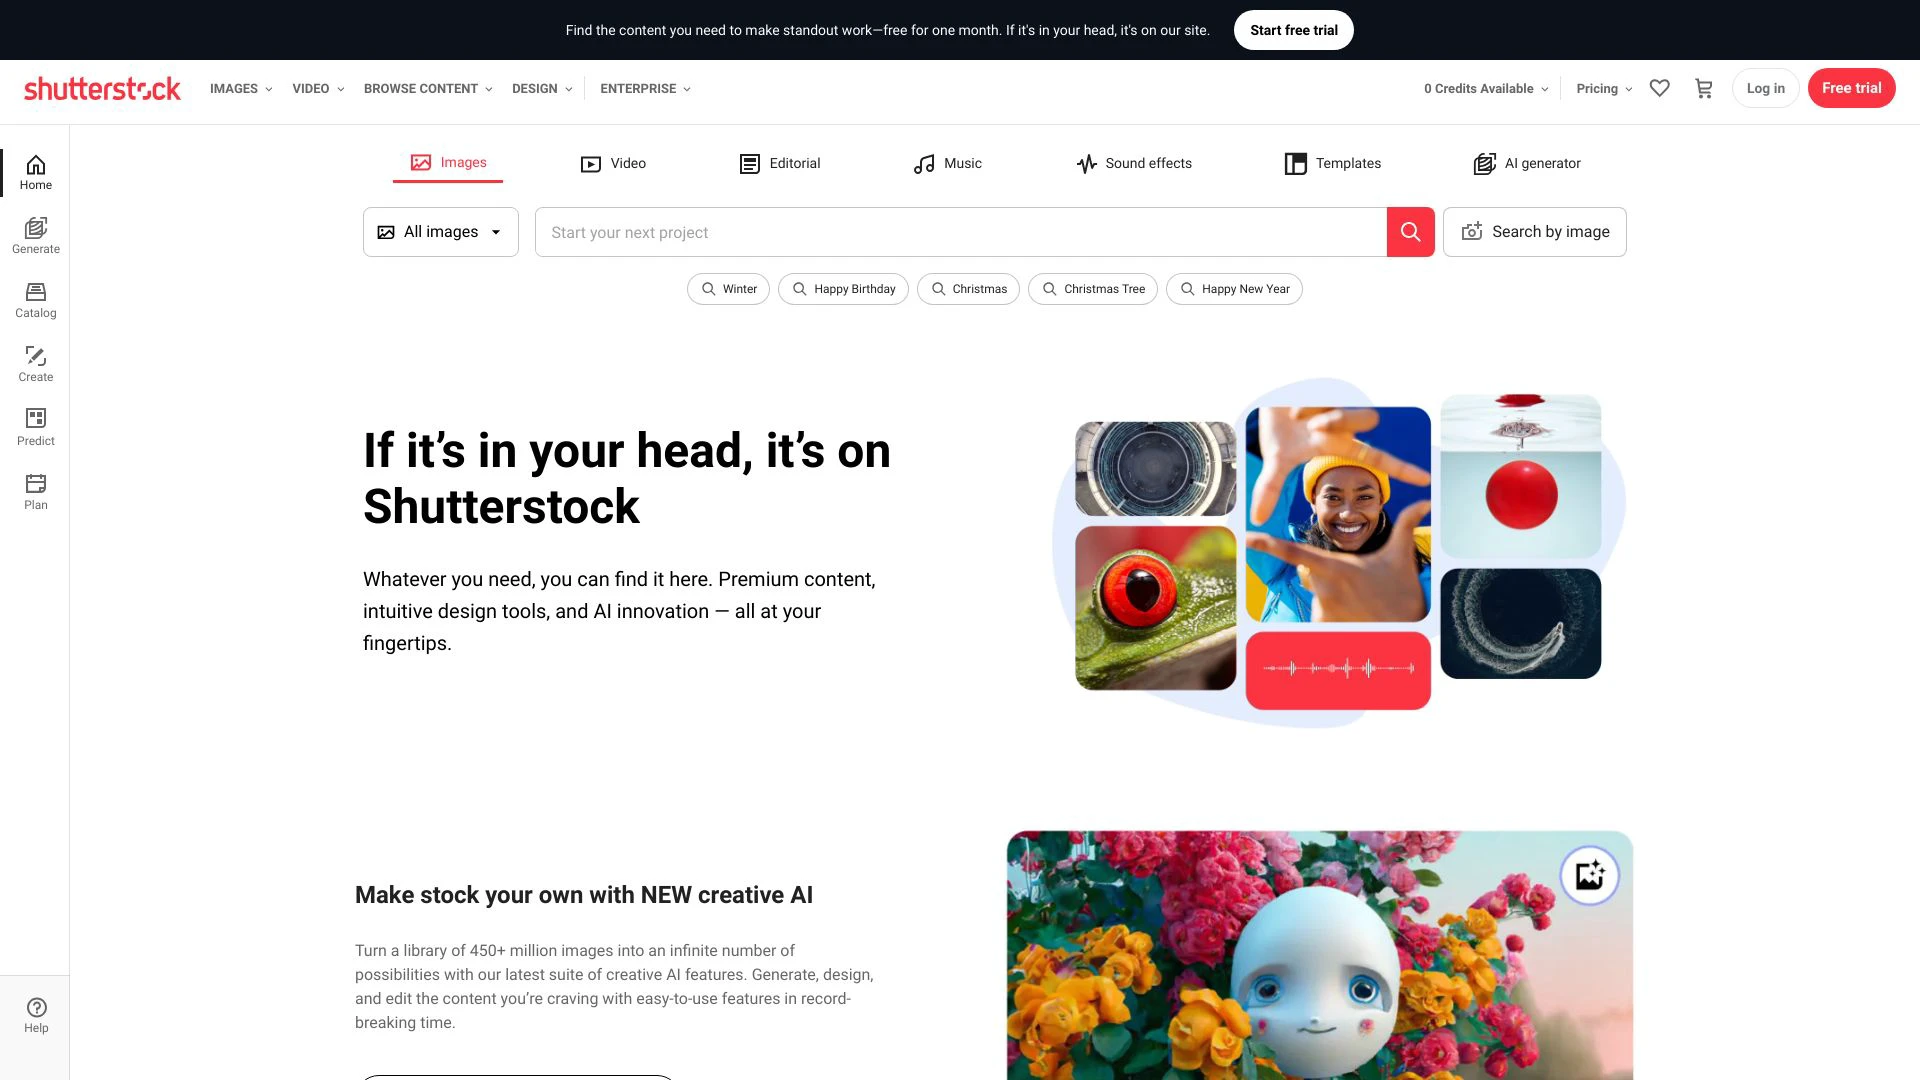 Find the content you need to make standout work—free for one month. If it's in your head, it's on our site.
Start free trial
shutterstock
IMAGES
VIDEO
BROWSE CONTENT
DESIGN
ENTERPRISE
0 Credits Available
Pricing
Log in
Free trial
Home
Generate
Catalog
Create
Predict
Plan
Help
Images
Video
Editorial
Music
Sound effects
Templates
AI generator
All images
Start your next project
Search by image
Winter
Happy Birthday
Christmas
Christmas Tree
Happy New Year
If it’s in your head, it’s on
Shutterstock
Whatever you need, you can find it here. Premium content,
intuitive design tools, and AI innovation — all at your
fingertips.
Make stock your own with NEW creative AI
Turn a library of 450+ million images into an infinite number of
possibilities with our latest suite of creative AI features. Generate, design,
and edit the content you’re craving with easy-to-use features in record-
breaking time.